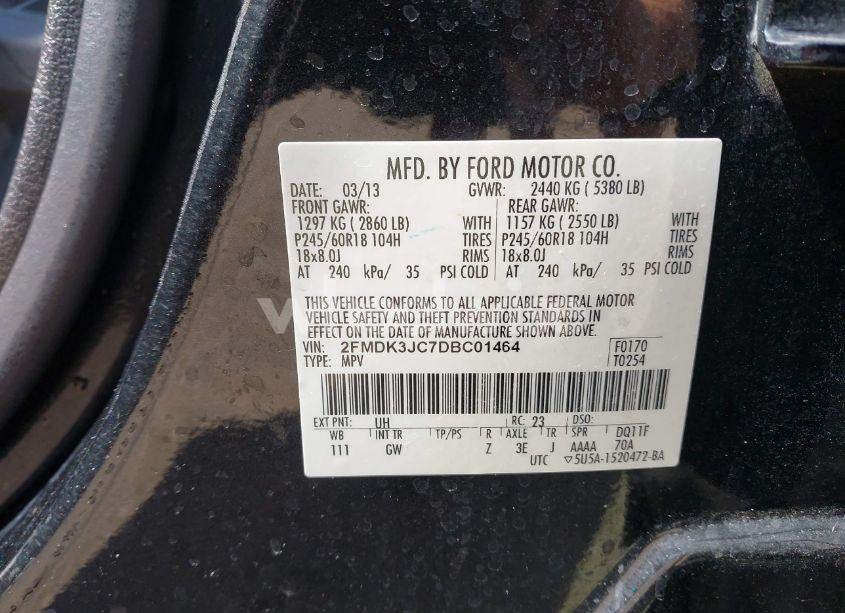 MFD. BY FORD MOTOR CO.
DATE: 03/13 GVWR: 2440 KG ( 5380 LB)
FRONT GAWR: REAR GAWR:
1297 KG ( 2860 LB) WITH 1157 KG ( 2550 LB) WITH
P245/60R18 104H TIRES P245/60R18 104H TIRES
18x8.0J RIMS 18x8.0J RIMS
AT 240 kPa/ 35 PSI COLD AT 240 kPa/ 35 PSI COLD
THIS VEHICLE CONFORMS TO ALL APPLICABLE FEDERAL MOTOR
VEHICLE SAFETY AND THEFT PREVENTION STANDARDS IN
EFFECT ON THE DATE OF MANUFACTURE SHOWN ABOVE.
VIN: 2FMDK3JC7DBC01464 F0170
TYPE: MPV T0254
EXT PNT: UH RC: 23 DSO:
WB INT TR TP/PS R AXLE TR SPR DQ11F
111 GW Z 3E J AAAA 70A
UTC ▽5U5A-1520472-BA